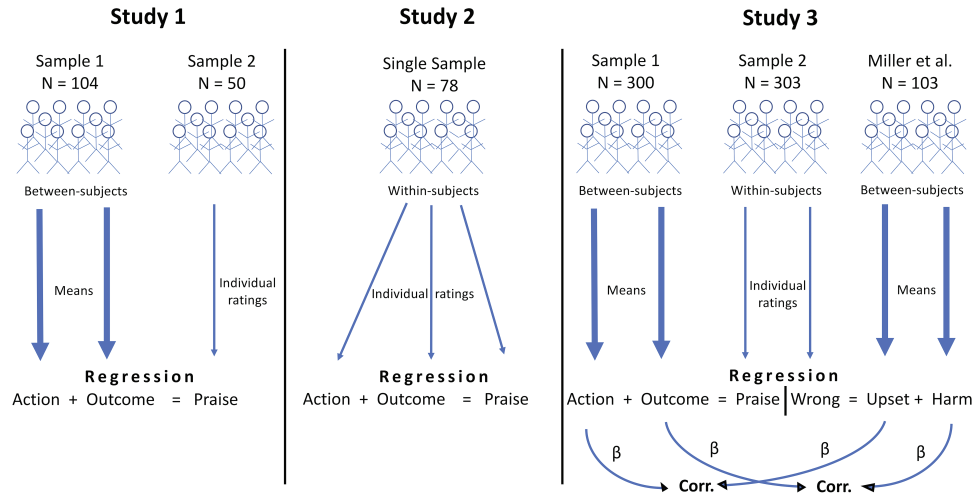 Study 1
Sample 1
N = 104
Sample 2
N = 50
Between-subjects
Means
Individual
ratings
Regression
Action + Outcome = Praise
Study 2
Single Sample
N = 78
Within-subjects
Individual ratings
Regression
Action + Outcome = Praise
Study 3
Sample 1
N = 300
Sample 2
N = 303
Miller et al.
N = 103
Between-subjects
Within-subjects
Between-subjects
Means
Individual
ratings
Means
Regression
Action + Outcome = Praise | Wrong = Upset + Harm
β
β
β
β
Corr.
Corr.